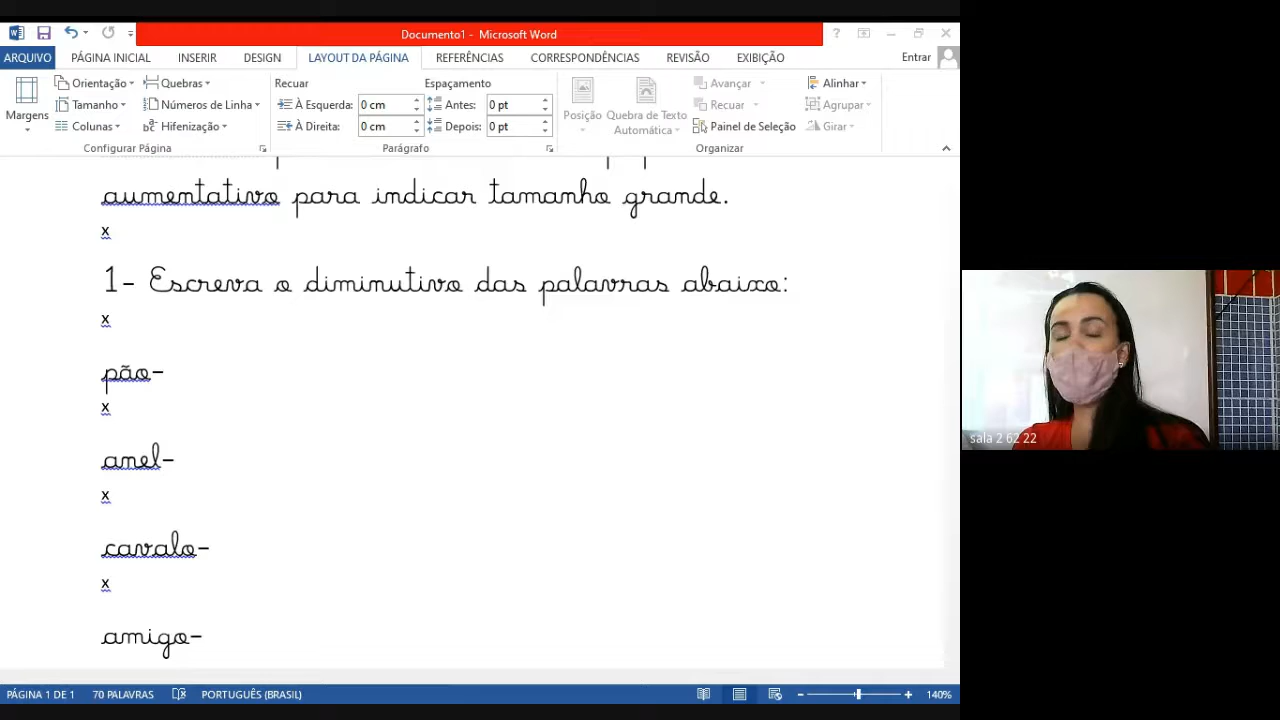 Documento1 - Microsoft Word
?
ARQUIVO PÁGINA INICIAL INSERIR DESIGN LAYOUT DA PÁGINA REFERÊNCIAS CORRESPONDÊNCIAS REVISÃO EXIBIÇÃO Entrar
Orientação Quebras Recuar Espaçamento Avançar Alinhar
Margens Tamanho Números de Linha À Esquerda: 0 cm Antes: 0 pt Posição Quebra de Texto Automática Recuar Agrupar
Colunas Hifenização À Direita: 0 cm Depois: 0 pt Painel de Seleção Girar
Configurar Página Parágrafo Organizar
aumentativo para indicar tamanho grande.
x
1- Escreva o diminutivo das palavras abaixo:
x
pão-
x
anel-
x
cavalo-
x
amigo-
sala 2 62 22
PÁGINA 1 DE 1 70 PALAVRAS PORTUGUÊS (BRASIL) 140%